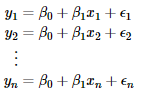 y₁ = β₀ + β₁x₁ + ϵ₁
y₂ = β₀ + β₁x₂ + ϵ₂
⋮
yₙ = β₀ + β₁xₙ + ϵₙ